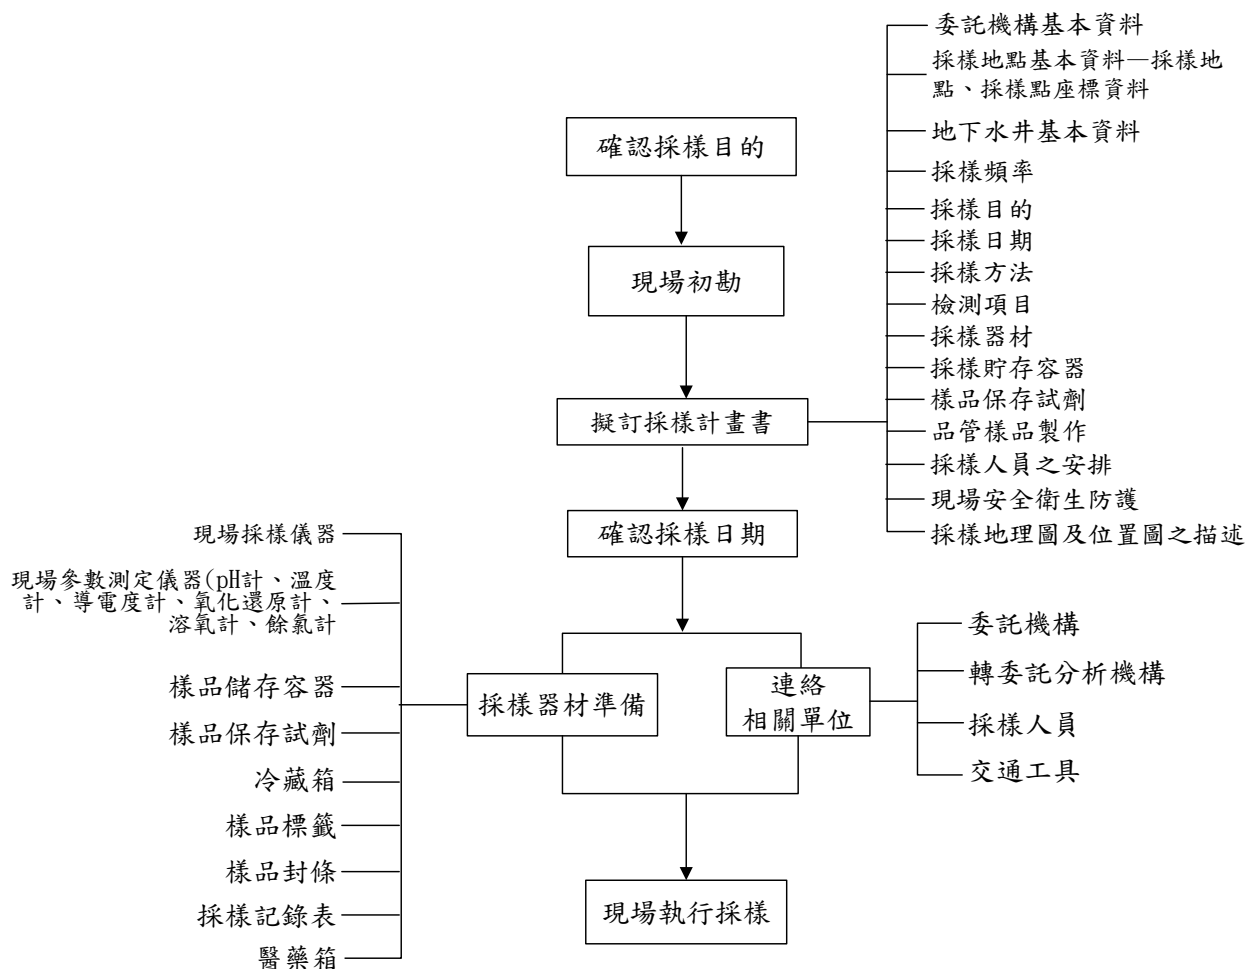 委託機構基本資料
採樣地點基本資料—採樣地
點、採樣點座標資料
地下水井基本資料
採樣頻率
採樣目的
採樣日期
採樣方法
檢測項目
採樣器材
採樣貯存容器
樣品保存試劑
品管樣品製作
採樣人員之安排
現場安全衛生防護
採樣地理圖及位置圖之描述
確認採樣目的
現場初勘
擬訂採樣計畫書
確認採樣日期
現場採樣儀器
現場參數測定儀器(pH計、溫度
計、導電度計、氧化還原計、
溶氧計、餘氯計
樣品儲存容器
樣品保存試劑
冷藏箱
樣品標籤
樣品封條
採樣記錄表
醫藥箱
採樣器材準備
連絡
相關單位
委託機構
轉委託分析機構
採樣人員
交通工具
現場執行採樣